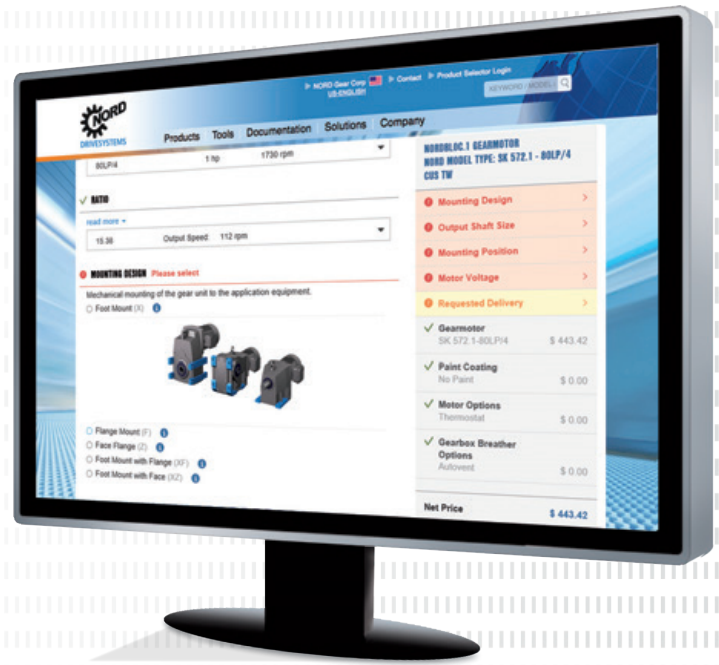 NORD Gear Corp
Contact
Product Selector Login
US-ENGLISH
KEYWORD / MODEL
NORD
DRIVESYSTEMS
Products
Tools
Documentation
Solutions
Company
80LP/4
1 hp
1730 rpm
RATIO
read more
15.38
Output Speed
112 rpm
MOUNTING DESIGN Please select
Mechanical mounting of the gear unit to the application equipment.
Foot Mount (X)
Flange Mount (F)
Face Flange (Z)
Foot Mount with Flange (XF)
Foot Mount with Face (XZ)
NORDBLOC.1 GEARMOTOR
NORD MODEL TYPE: SK 572.1 - 80LP/4
CUS TW
Mounting Design
Output Shaft Size
Mounting Position
Motor Voltage
Requested Delivery
Gearmotor
SK 572.1-80LP/4 $ 443.42
Paint Coating
No Paint $ 0.00
Motor Options
Thermostat $ 0.00
Gearbox Breather
Options
Autovent $ 0.00
Net Price $ 443.42